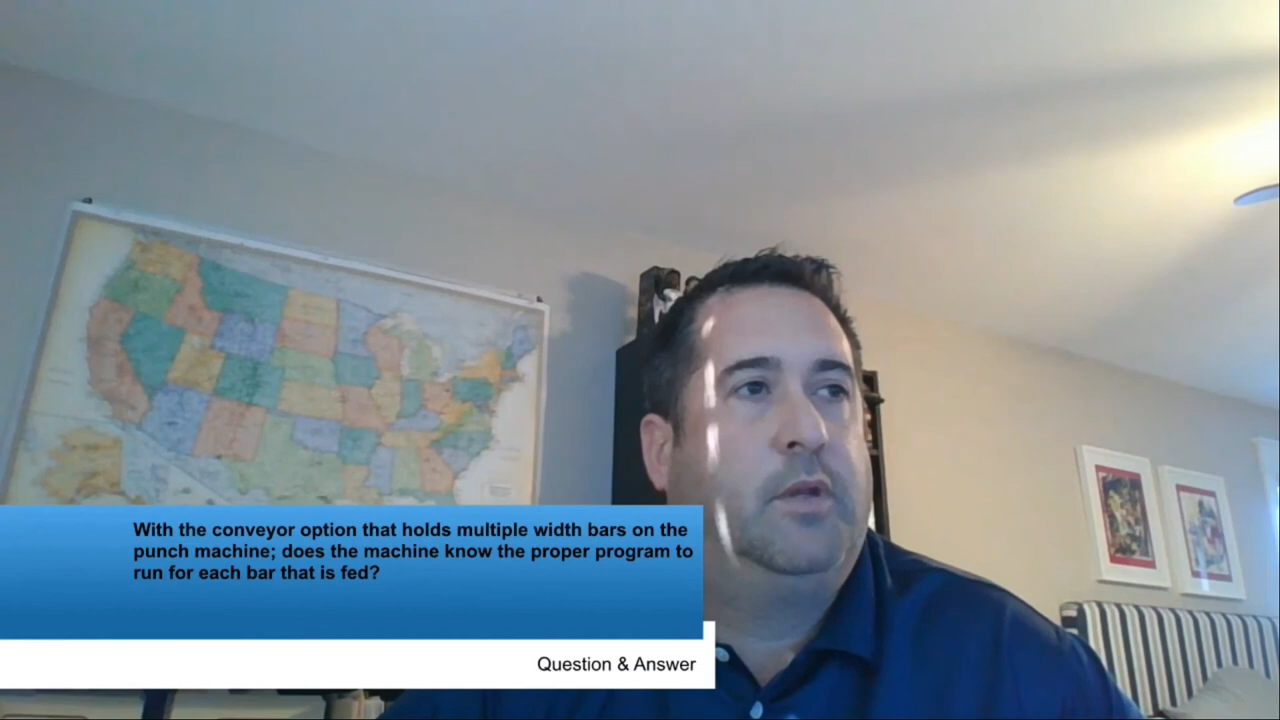 With the conveyor option that holds multiple width bars on the
punch machine; does the machine know the proper program to
run for each bar that is fed?
Question & Answer